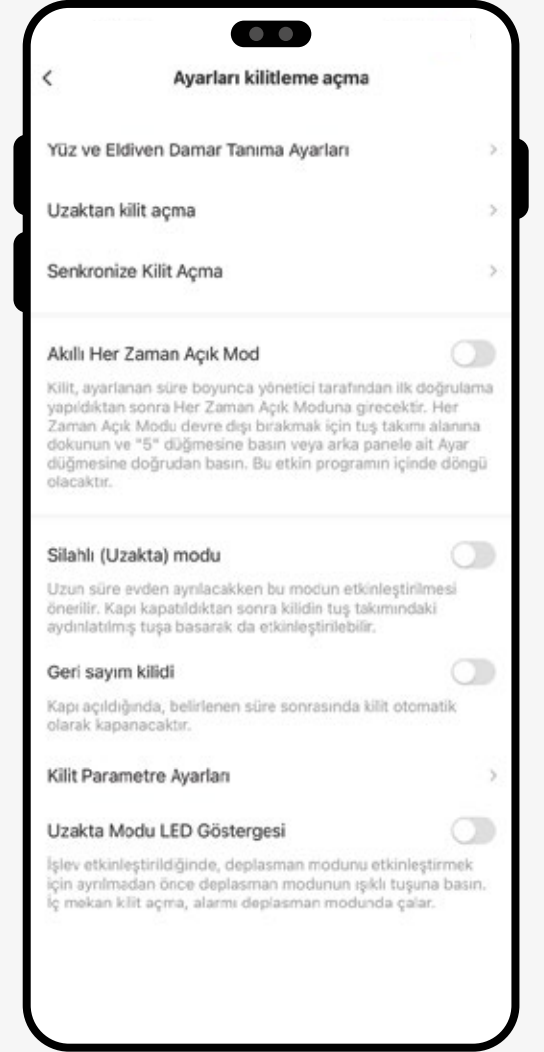 Ayarları kilitleme açma
Yüz ve Eldiven Damar Tanıma Ayarları
Uzaktan kilit açma
Senkronize Kilit Açma
Akıllı Her Zaman Açık Mod
Kilit, ayarlanan süre boyunca yönetici tarafından ilk doğrulama
yapıldıktan sonra Her Zaman Açık Moduna girecektir. Her
Zaman Açık Modu devre dışı bırakmak için tuş takımı alanına
dokunun ve "5" düğmesine basın veya arka panele ait Ayar
düğmesine doğrudan basın. Bu etkin programın içinde döngü
olacaktır.
Silahlı (Uzakta) modu
Uzun süre evden ayrılacakken bu modun etkinleştirilmesi
önerilir. Kapı kapatıldıktan sonra kilidin tuş takımındaki
aydınlatılmış tuşa basarak da etkinleştirilebilir.
Geri sayım kilidi
Kapı açıldığında, belirlenen süre sonrasında kilit otomatik
olarak kapanacaktır.
Kilit Parametre Ayarları
Uzakta Modu LED Göstergesi
İşlev etkinleştirildiğinde, deplasman modunu etkinleştirmek
için ayrılmadan önce deplasman modunun ışıklı tuşuna basın.
İç mekan kilit açma, alarmı deplasman modunda çalar.